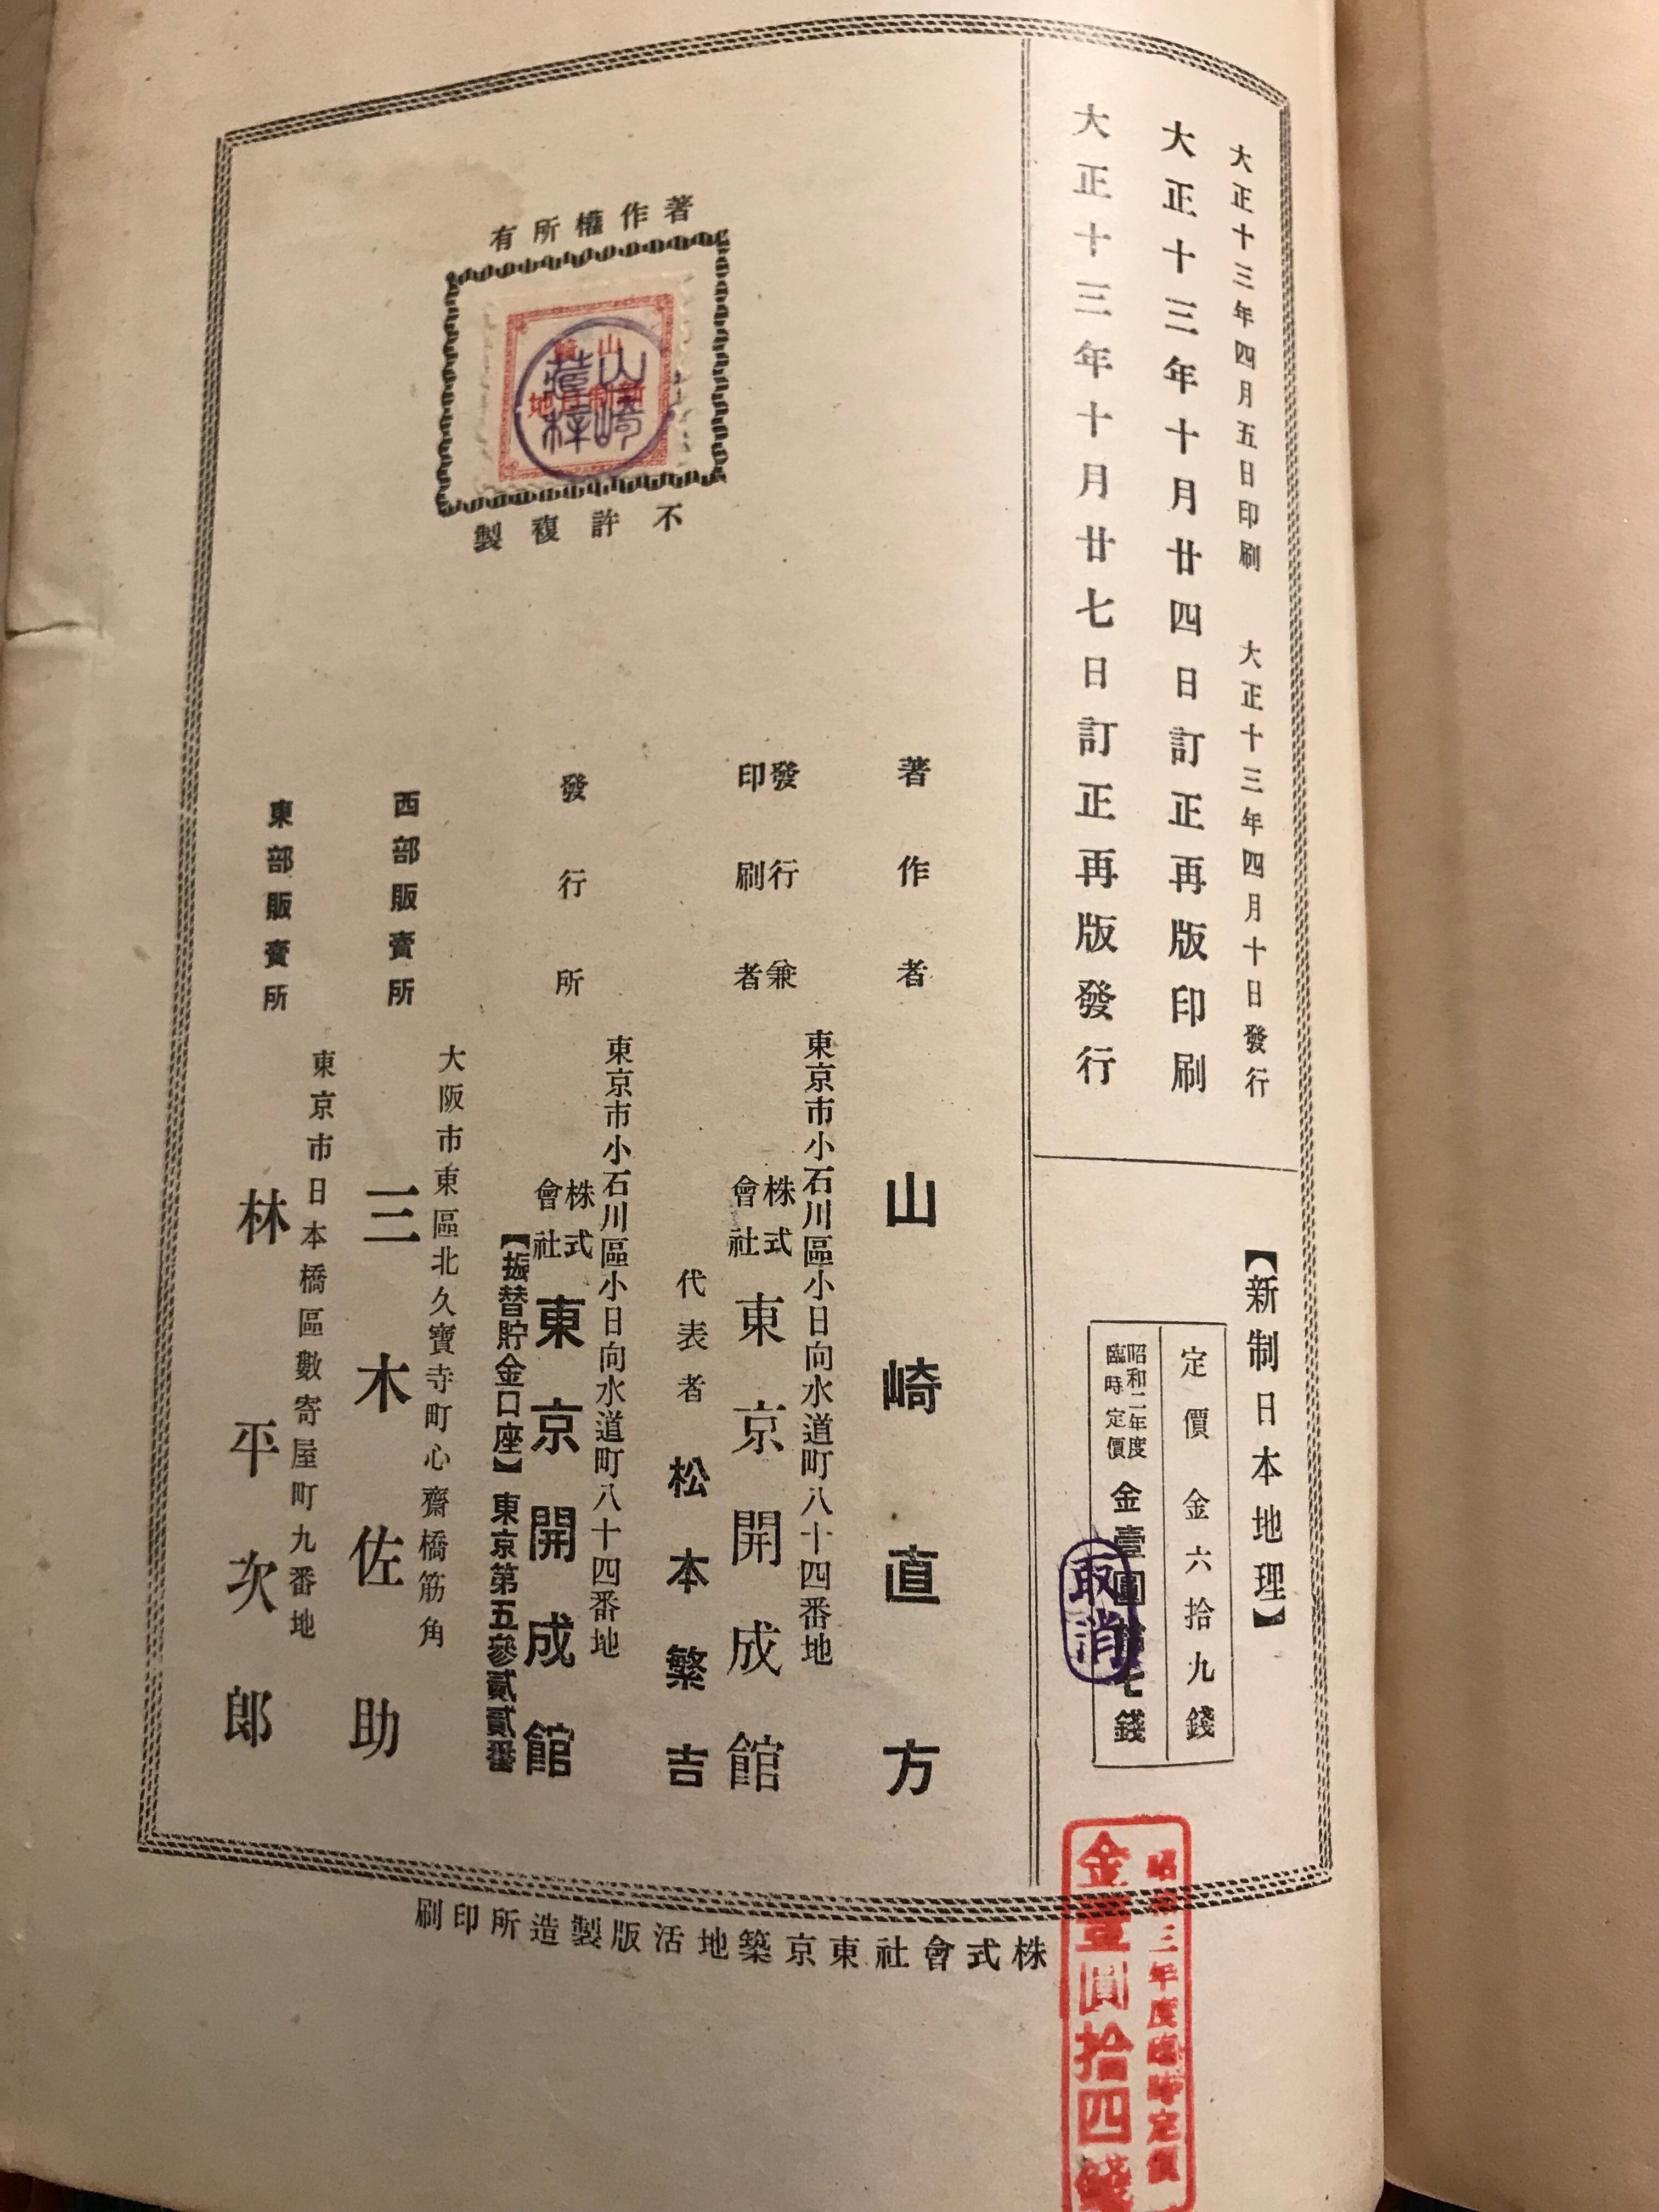 大正十三年四月五日印刷　大正十三年四月十日發行
大正十三年十月廿四日訂正再版印刷
大正十三年十月廿七日訂正再版發行
【新制日本地理】
定價　金六拾九錢
昭和二年度
臨時定價
金壹圓拾七錢
取消
昭和三年度臨時定價
金壹圓拾四錢
著作者　山崎直方
東京市小石川區小日向水道町八十四番地
發行兼
印刷者
株式
會社
東京開成館
代表者　松本繁吉
東京市小石川區小日向水道町八十四番地
發行所
株式
會社
東京開成館
【振替貯金口座】東京第五參貳貳番
大阪市東區北久寶寺町心齋橋筋角
西部販賣所　三木佐助
東京市日本橋區數寄屋町九番地
東部販賣所　林平次郎
著作權所有
山崎
不許複製
株式會社東京築地活版製造所印刷